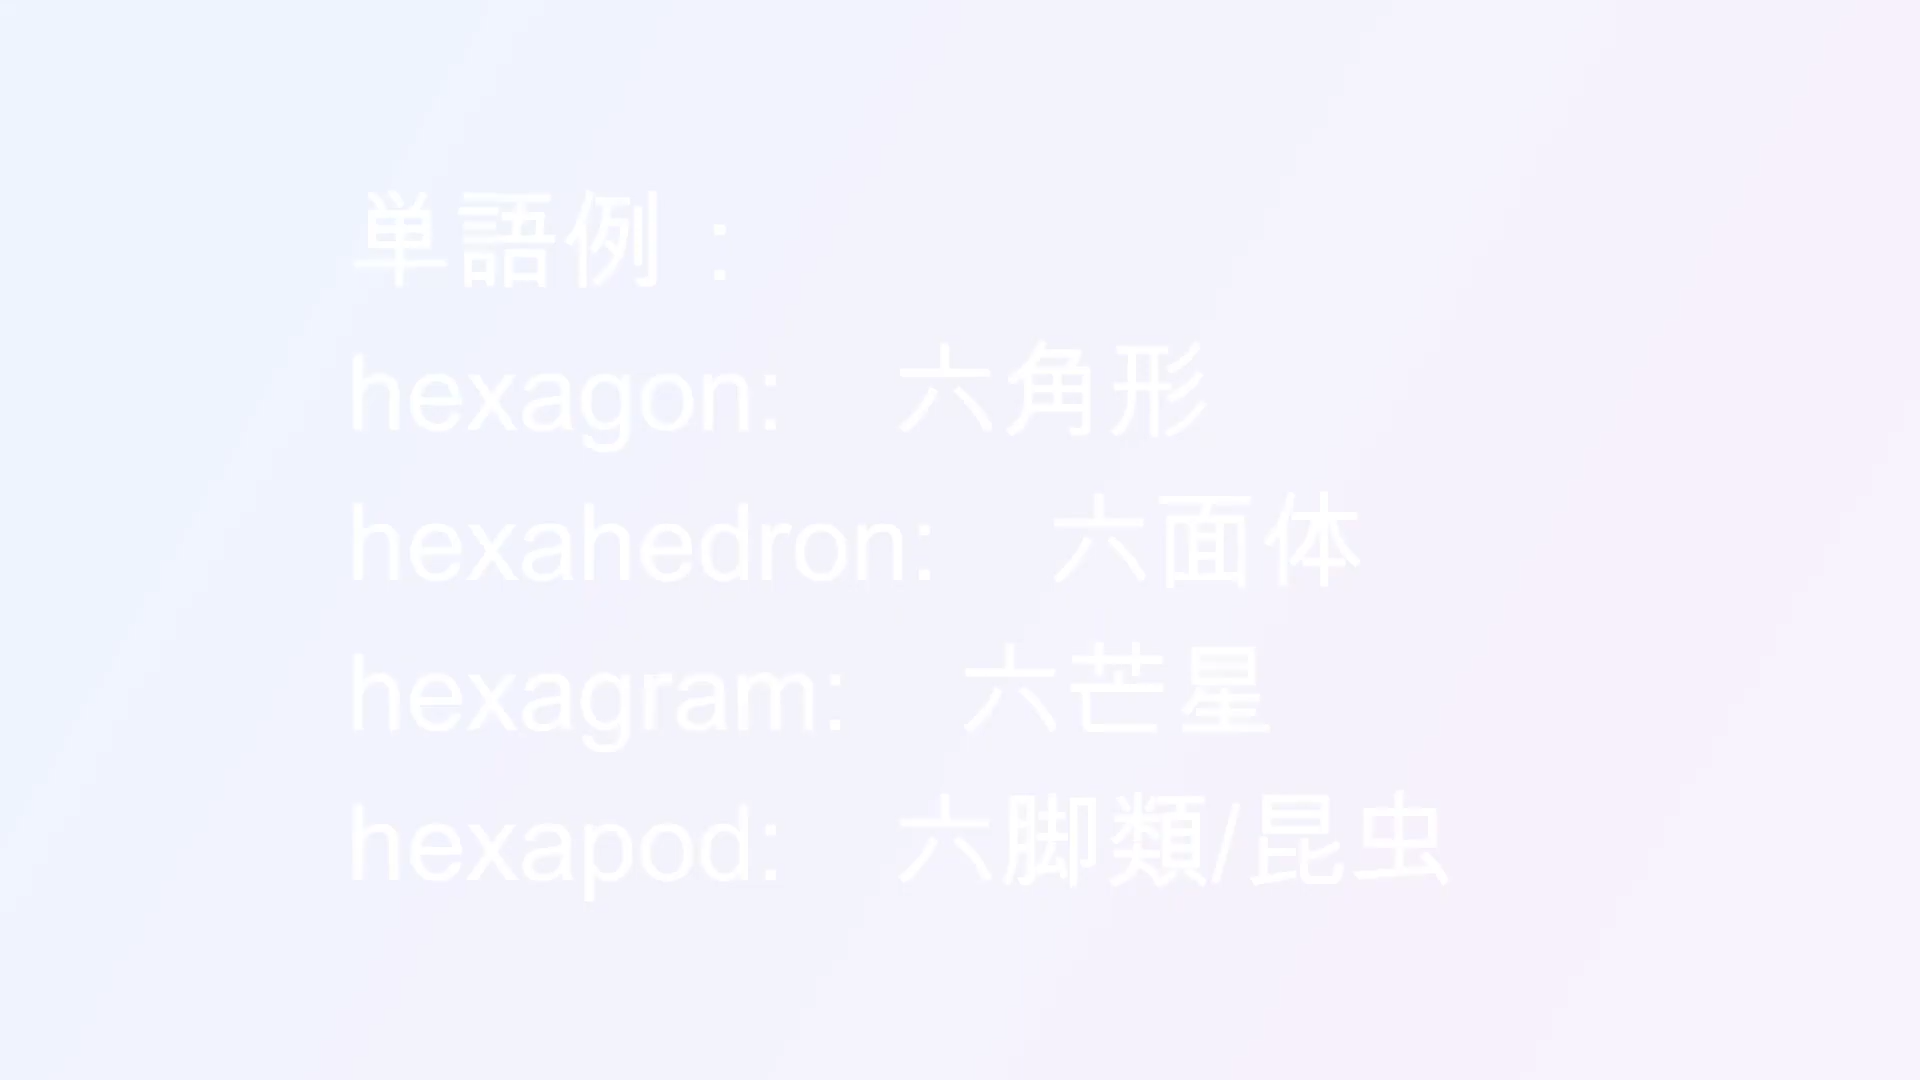 単語例：
hexagon:　六角形
hexahedron:　六面体
hexagram:　六芒星
hexapod:　六脚類/昆虫